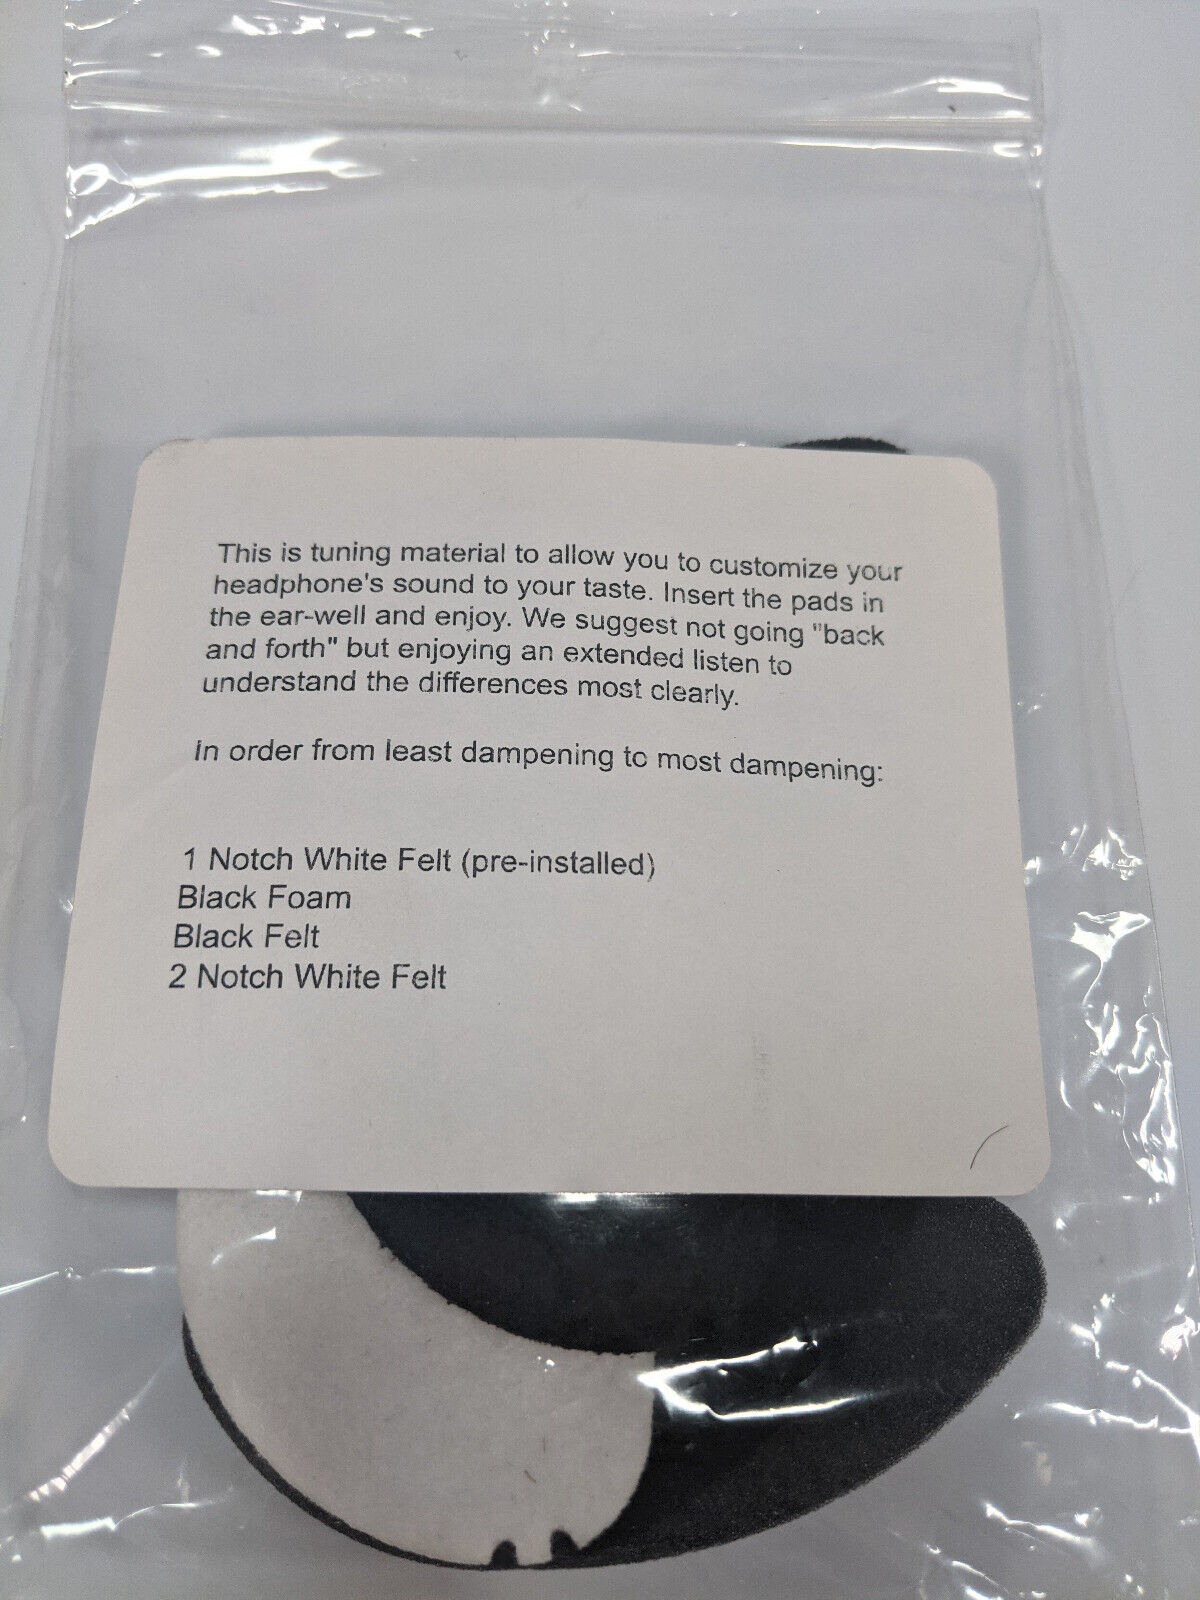 This is tuning material to allow you to customize your
headphone's sound to your taste. Insert the pads in
the ear-well and enjoy. We suggest not going "back
and forth" but enjoying an extended listen to
understand the differences most clearly.
In order from least dampening to most dampening:
1 Notch White Felt (pre-installed)
Black Foam
Black Felt
2 Notch White Felt